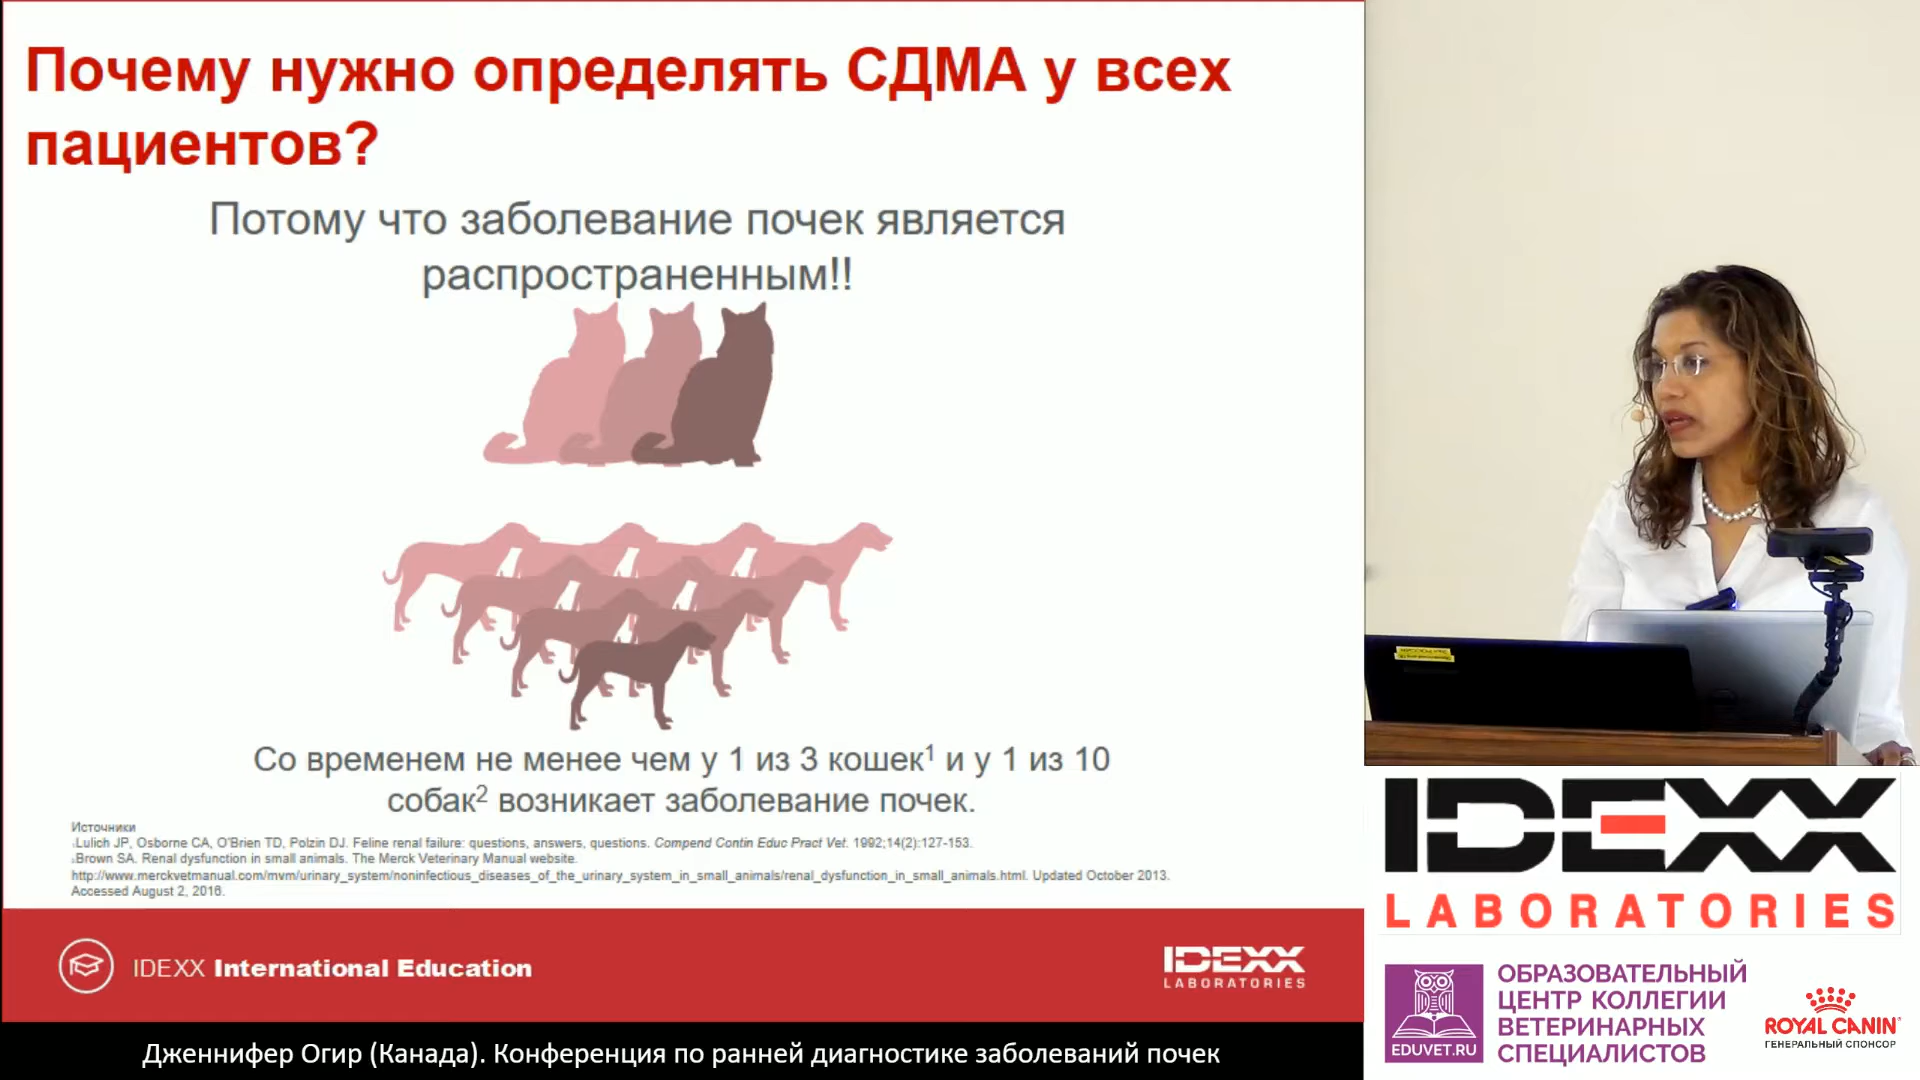 Почему нужно определять СДМА у всех
пациентов?
Потому что заболевание почек является
распространенным!!
Со временем не менее чем у 1 из 3 кошек¹ и у 1 из 10
собак² возникает заболевание почек.
Источники
Lulich JP, Osborne CA, O'Brien TD, Polzin DJ. Feline renal failure: questions, answers, questions. Compend Contin Educ Pract Vet. 1992;14(2):127-153.
Brown SA. Renal dysfunction in small animals. The Merck Veterinary Manual website.
http://www.merckvetmanual.com/mvm/urinary_system/noninfectious_diseases_of_the_urinary_system_in_small_animals/renal_dysfunction_in_small_animals.html. Updated October 2013.
Accessed August 2, 2016.
IDEXX International Education
IDEXX
LABORATORIES
Дженнифер Огир (Канада). Конференция по ранней диагностике заболеваний почек
IDEXX
LABORATORIES
EDUVET.RU
ОБРАЗОВАТЕЛЬНЫЙ
ЦЕНТР КОЛЛЕГИИ
ВЕТЕРИНАРНЫХ
СПЕЦИАЛИСТОВ
ROYAL CANIN
ГЕНЕРАЛЬНЫЙ СПОНСОР